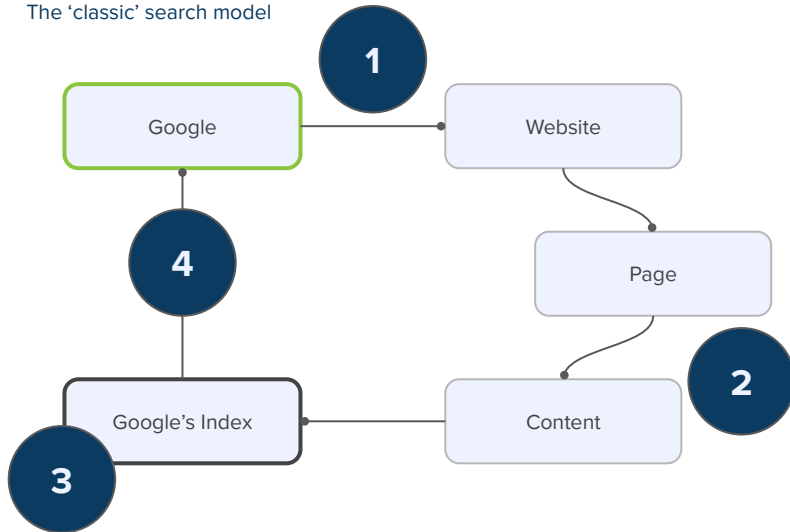 The ‘classic’ search model
1
Google
Website
4
Page
2
Google’s Index
Content
3